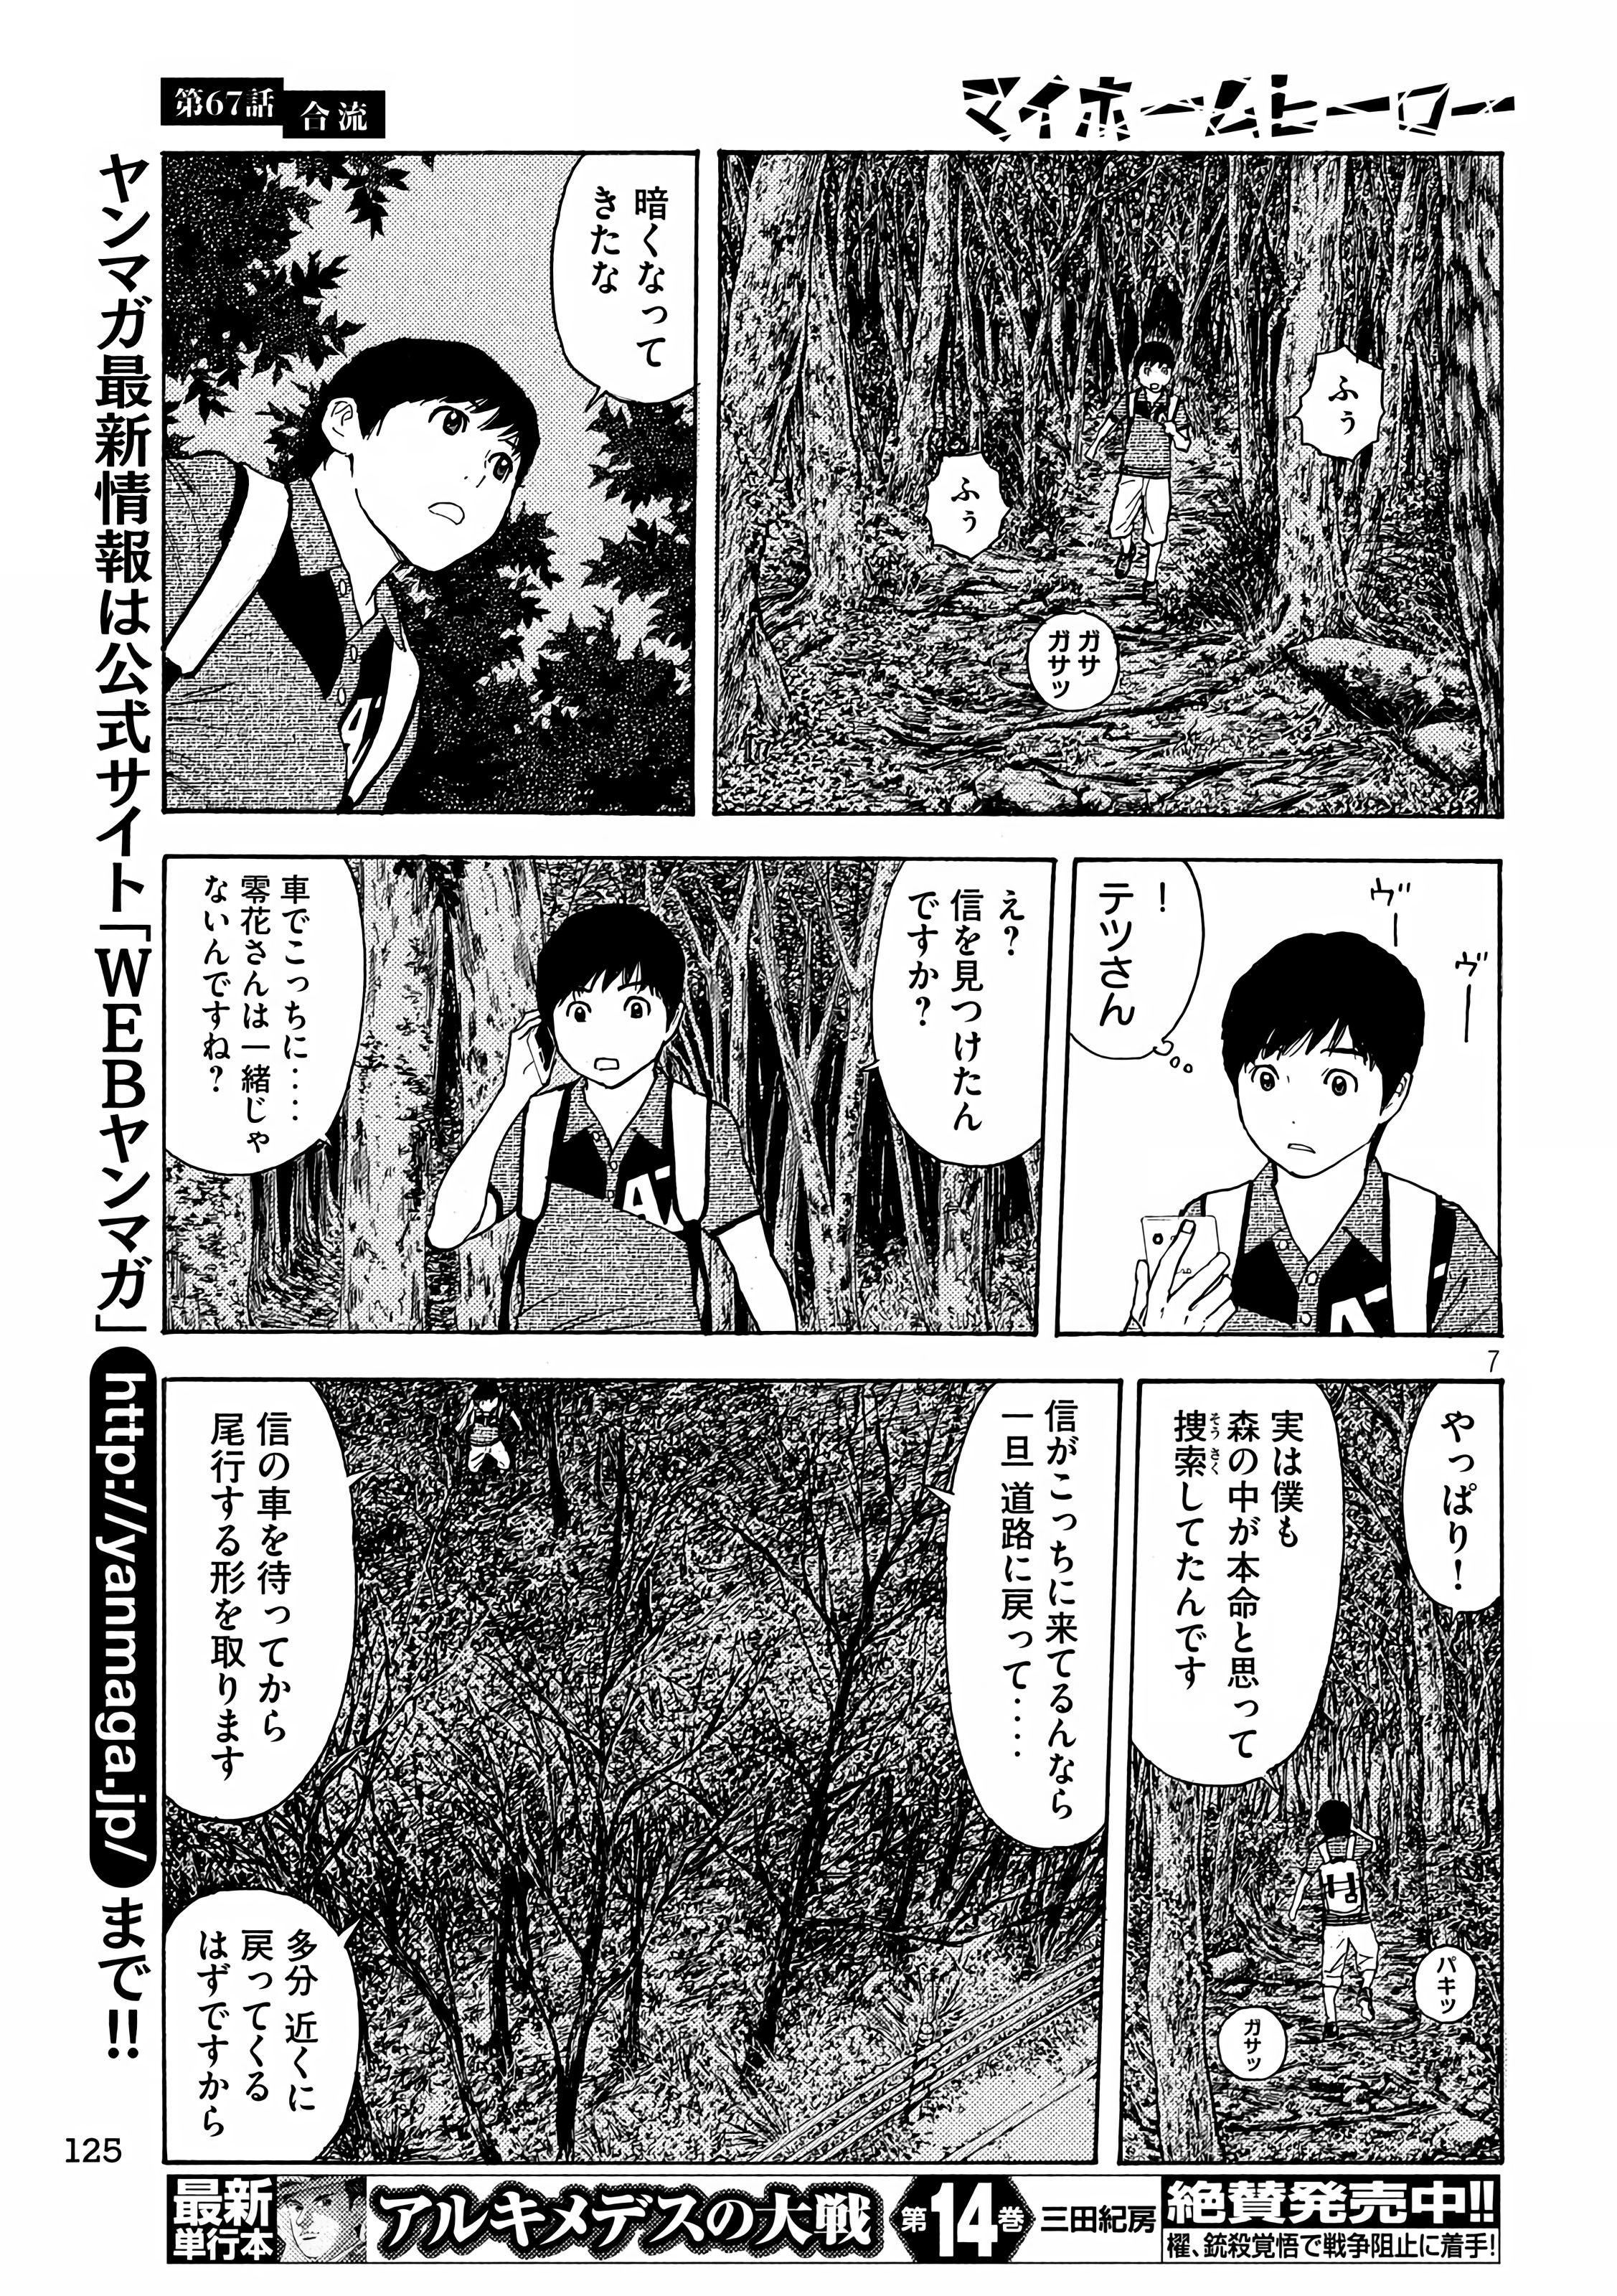 第67話
合流
マイホームヒーロー
ふぅ
ふぅ
ガサ
ガサッ
暗くなって
きたな
ヴー
ヴー
！
テツさん
え？
信を見つけたん
ですか？
車でこっちに‥‥
零花さんは一緒じゃ
ないんですね？
7
やっぱり！
実は僕も
森の中が本命と思って
捜索してたんです
そうさく
パキッ
ガサッ
信がこっちに来てるんなら
一旦 道路に戻って‥‥
信の車を待ってから
尾行する形を取ります
多分 近くに
戻ってくる
はずですから
ヤンマガ最新情報は公式サイト「WEBヤンマガ」http://yanmaga.jp/まで!!
125
最新
単行本
アルキメデスの大戦
第14巻
三田紀房
絶賛発売中!!
櫂、銃殺覚悟で戦争阻止に着手!